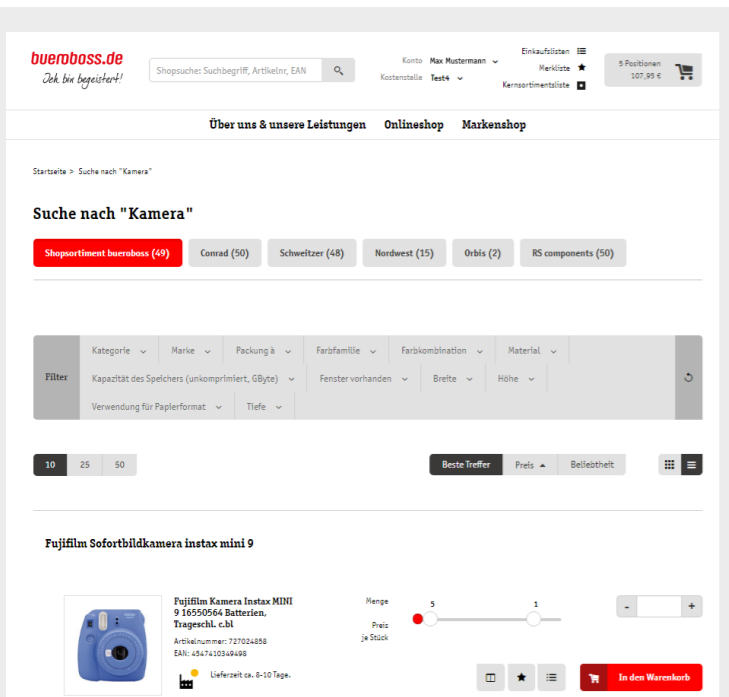 bueroboss.de
Ich bin begeistert!
Shopsuche: Suchbegriff, Artikelnr, EAN
Konto Max Mustermann
Kostenstelle Test4
Einkaufslisten
Merkliste
Kernsortimentsliste
5 Positionen
107,95 €
Über uns & unsere Leistungen Onlineshop Markenshop
Startseite > Suche nach "Kamera"
Suche nach "Kamera"
Shopsortiment bueroboss (49) Conrad (50) Schweitzer (48) Nordwest (15) Orbis (2) RS components (50)
Filter
Kategorie Marke Packung à Farbfamilie Farbkombination Material
Kapazität des Speichers (unkomprimiert, GByte) Fenster vorhanden Breite Höhe
Verwendung für Papierformat Tiefe
10 25 50 Beste Treffer Preis Beliebtheit
Fujifilm Sofortbildkamera instax mini 9
Fujifilm Kamera Instax MINI
9 16550564 Batterien,
Trageschl. c.bl
Artikelnummer: 727024858
EAN: 4547410349498
Lieferzeit ca. 8-10 Tage.
Menge 5 1
Preis
je Stück
- +
In den Warenkorb